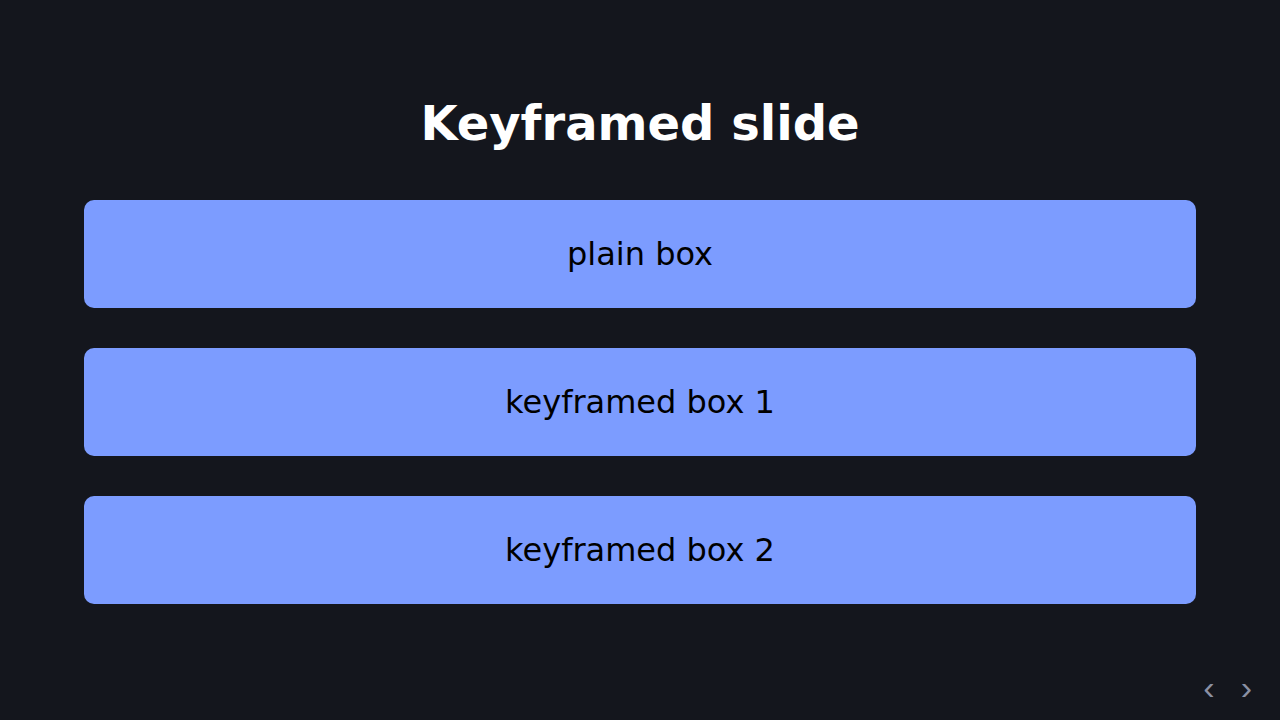 Keyframed slide
plain box
keyframed box 1
keyframed box 2
‹ ›